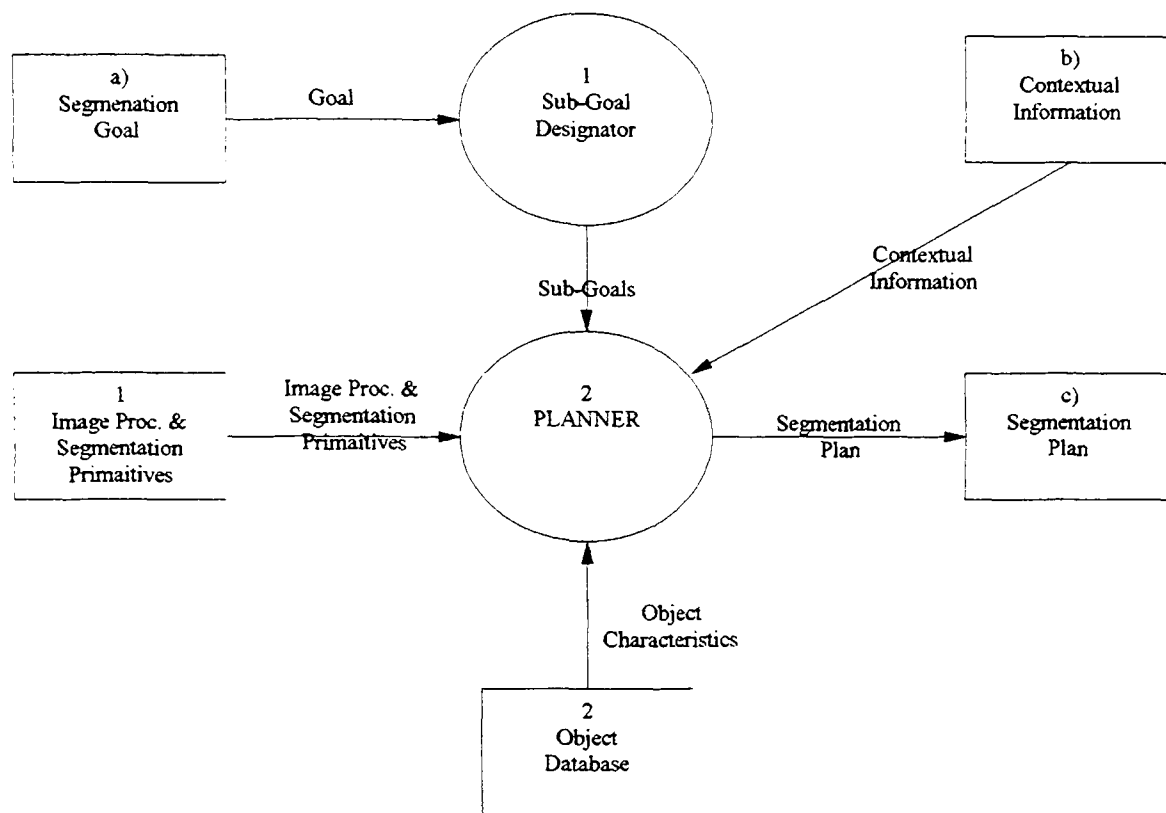 a)
Segmenation
Goal
Goal
1
Sub-Goal
Designator
b)
Contextual
Information
Contextual
Information
Sub-Goals
1
Image Proc. &
Segmentation
Primaitives
Image Proc. &
Segmentation
Primaitives
2
PLANNER
Segmentation
Plan
c)
Segmentation
Plan
Object
Characteristics
2
Object
Database